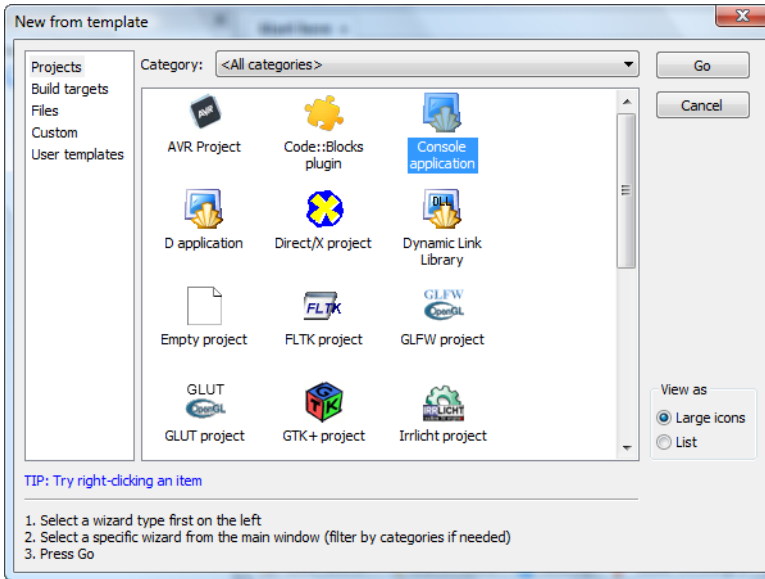 New from template
Projects
Build targets
Files
Custom
User templates
Category: <All categories>
Go
Cancel
AVR
AVR Project
Code::Blocks
plugin
Console
application
D application
Direct/X project
DLL
Dynamic Link
Library
Empty project
FLTK
FLTK project
GLFW
OpenGL
GLFW project
GLUT
OpenGL
GLUT project
GTK
GTK+ project
IRRLICHT
Irrlicht project
View as
Large icons
List
TIP: Try right-clicking an item
1. Select a wizard type first on the left
2. Select a specific wizard from the main window (filter by categories if needed)
3. Press Go